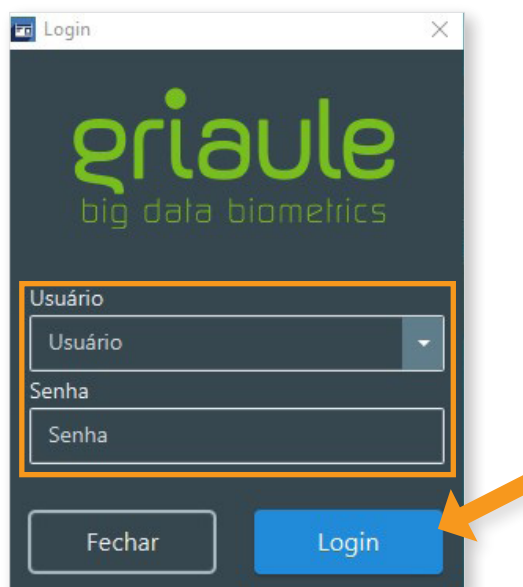 Login
griaule
big data biometrics
Usuário
Usuário
Senha
Senha
Fechar
Login